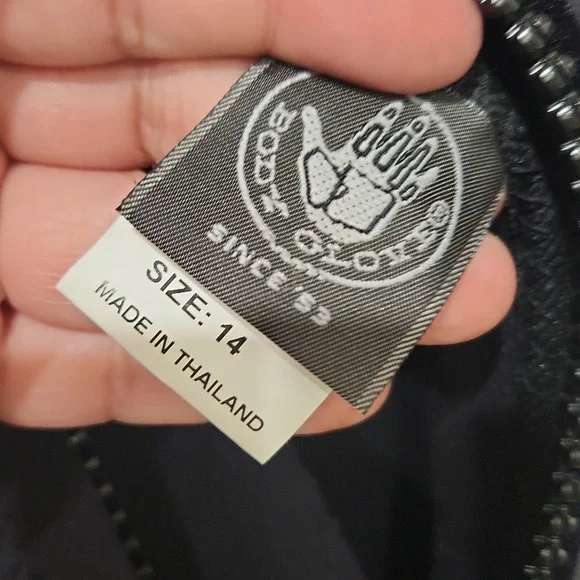 BODY GLOVE®
SINCE '53
SIZE: 14
MADE IN THAILAND